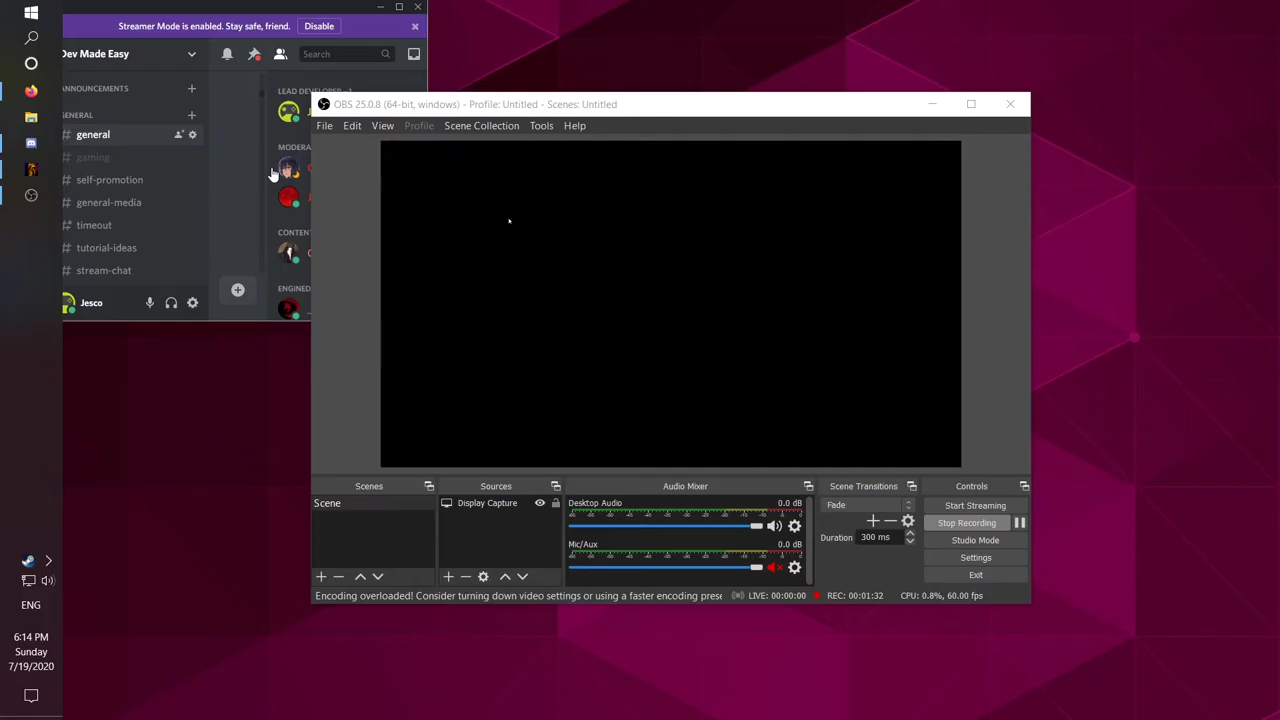 Streamer Mode is enabled. Stay safe, friend.
Disable
Dev Made Easy
Search
ANNOUNCEMENTS
GENERAL
general
gaming
self-promotion
general-media
timeout
tutorial-ideas
stream-chat
Jesco
MODERA
CONTEN
ENGINEE
OBS 25.0.8 (64-bit, windows) - Profile: Untitled - Scenes: Untitled
File Edit View Profile Scene Collection Tools Help
Scenes
Scene
Sources
Display Capture
Audio Mixer
Desktop Audio 0.0 dB
Mic/Aux 0.0 dB
Scene Transitions
Fade
Duration 300 ms
Controls
Start Streaming
Stop Recording
Studio Mode
Settings
Exit
Encoding overloaded! Consider turning down video settings or using a faster encoding prese
LIVE: 00:00:00
REC: 00:01:32
CPU: 0.8%, 60.00 fps
ENG
6:14 PM
Sunday
7/19/2020